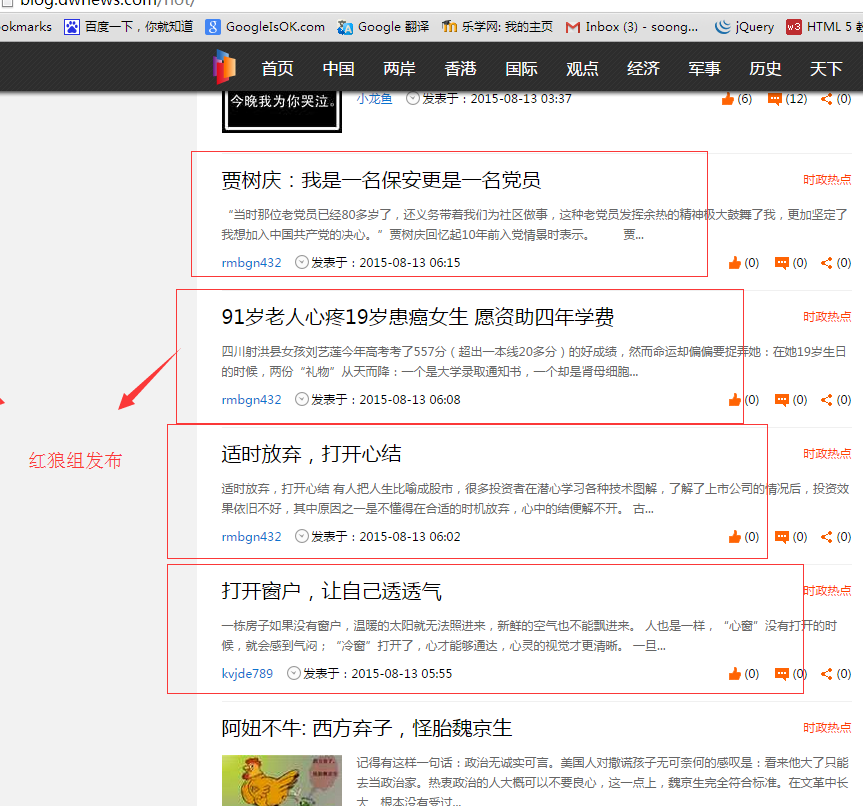 blog.dwnews.com/hot/
okmarks 百度一下，你就知道 GoogleIsOK.com Google 翻译 乐学网: 我的主页 Inbox (3) - soong... jQuery w3 HTML 5 教
首页 中国 两岸 香港 国际 观点 经济 军事 历史 天下
今晚我为你哭泣。
小龙鱼 发表于：2015-08-13 03:37 (6) (12) (0)
贾树庆：我是一名保安更是一名党员 时政热点
“当时那位老党员已经80多岁了，还义务带着我们为社区做事，这种老党员发挥余热的精神极大鼓舞了我，更加坚定了
我想加入中国共产党的决心。”贾树庆回忆起10年前入党情景时表示。 贾...
rmbgn432 发表于：2015-08-13 06:15 (0) (0) (0)
91岁老人心疼19岁患癌女生 愿资助四年学费 时政热点
四川射洪县女孩刘艺莲今年高考考了557分（超出一本线20多分）的好成绩，然而命运却偏偏要捉弄她：在她19岁生日
的时候，两份“礼物”从天而降：一个是大学录取通知书，一个却是肾母细胞...
rmbgn432 发表于：2015-08-13 06:08 (0) (0) (0)
红狼组发布
适时放弃，打开心结 时政热点
适时放弃，打开心结 有人把人生比喻成股市，很多投资者在潜心学习各种技术图解，了解了上市公司的情况后，投资效
果依旧不好，其中原因之一是不懂得在合适的时机放弃，心中的结便解不开。 古...
rmbgn432 发表于：2015-08-13 06:02 (0) (0) (0)
打开窗户，让自己透透气 时政热点
一栋房子如果没有窗户，温暖的太阳就无法照进来，新鲜的空气也不能飘进来。 人也是一样，“心窗”没有打开的时
候，就会感到气闷；“冷窗”打开了，心才能够通达，心灵的视觉才更清晰。 一旦...
kvjde789 发表于：2015-08-13 05:55 (0) (0) (0)
阿妞不牛: 西方弃子，怪胎魏京生 时政热点
记得有这样一句话：政治无诚实可言。美国人对撒谎孩子无可奈何的感叹是：看来他大了只能
去当政治家。热衷政治的人大概可以不要良心，这一点上，魏京生完全符合标准。在文革中长
大，根本没有受过...